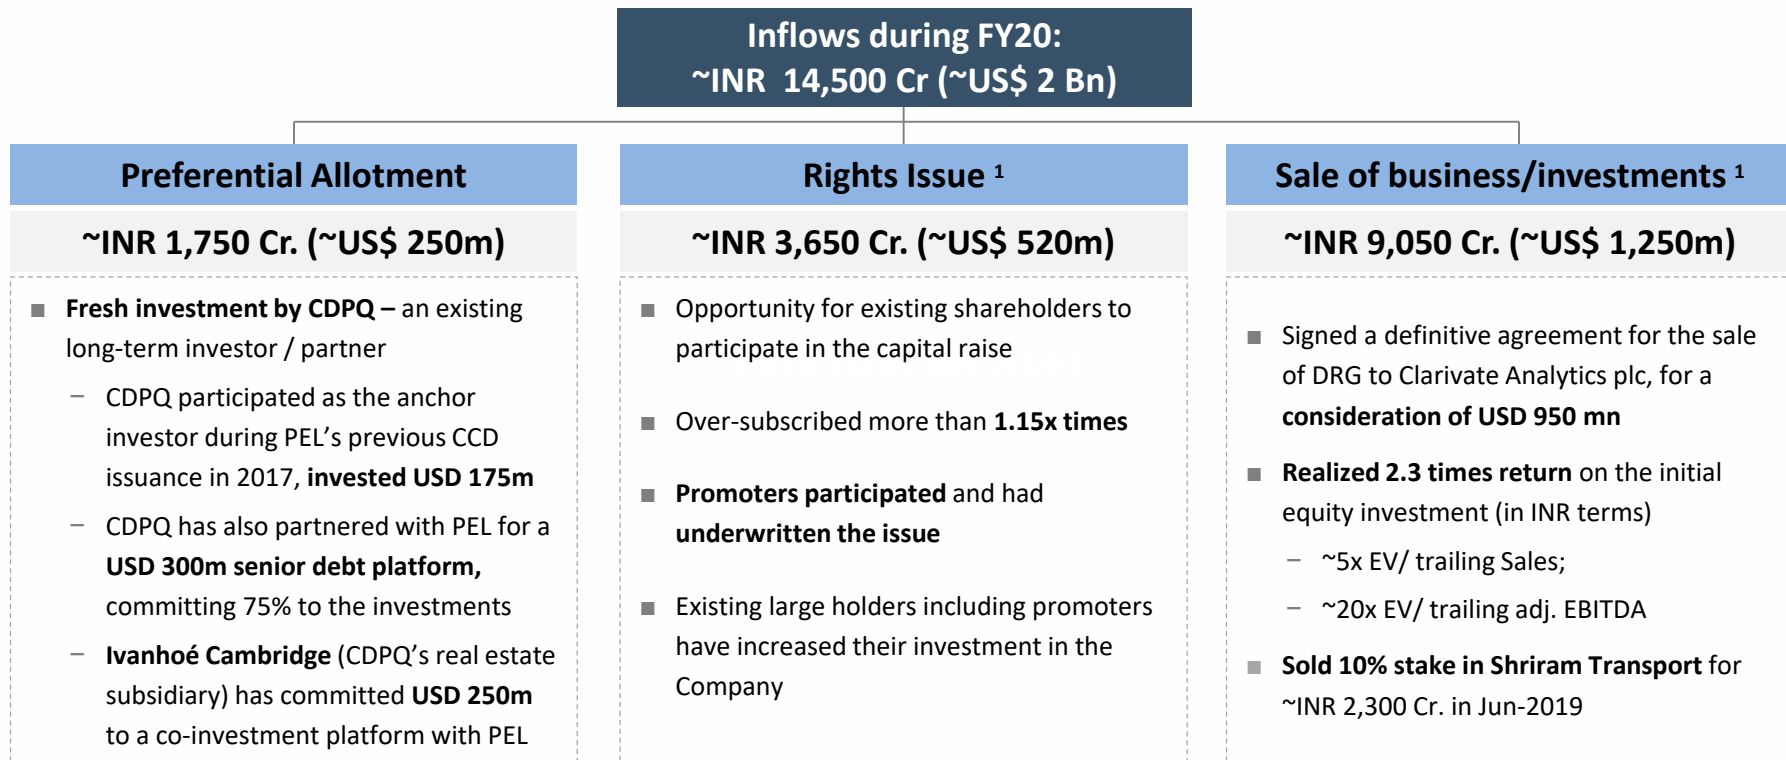 Inflows during FY20:
~INR 14,500 Cr (~US$ 2 Bn)
Preferential Allotment
~INR 1,750 Cr. (~US$ 250m)
■ Fresh investment by CDPQ – an existing
long-term investor / partner
− CDPQ participated as the anchor
investor during PEL’s previous CCD
issuance in 2017, invested USD 175m
− CDPQ has also partnered with PEL for a
USD 300m senior debt platform,
committing 75% to the investments
− Ivanhoé Cambridge (CDPQ’s real estate
subsidiary) has committed USD 250m
to a co-investment platform with PEL
Rights Issue 1
~INR 3,650 Cr. (~US$ 520m)
■ Opportunity for existing shareholders to
participate in the capital raise
■ Over-subscribed more than 1.15x times
■ Promoters participated and had
underwritten the issue
■ Existing large holders including promoters
have increased their investment in the
Company
Sale of business/investments 1
~INR 9,050 Cr. (~US$ 1,250m)
■ Signed a definitive agreement for the sale
of DRG to Clarivate Analytics plc, for a
consideration of USD 950 mn
■ Realized 2.3 times return on the initial
equity investment (in INR terms)
− ~5x EV/ trailing Sales;
− ~20x EV/ trailing adj. EBITDA
■ Sold 10% stake in Shriram Transport for
~INR 2,300 Cr. in Jun-2019